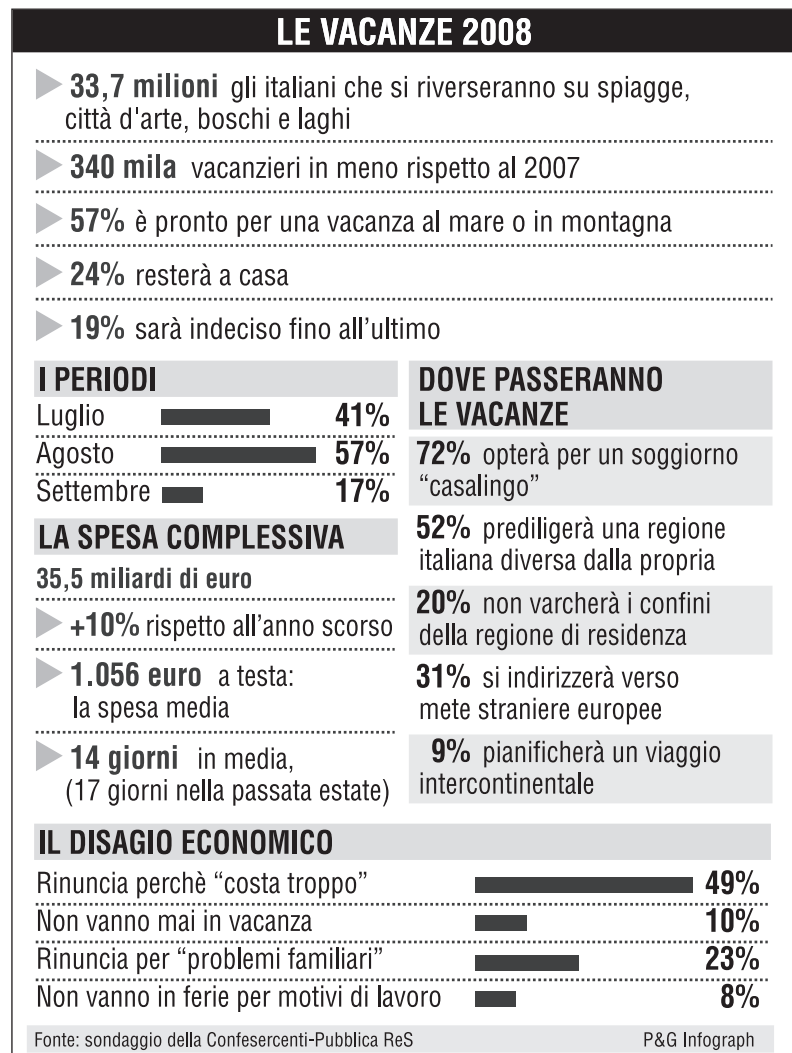 LE VACANZE 2008
33,7 milioni gli italiani che si riverseranno su spiagge,
città d'arte, boschi e laghi
340 mila vacanzieri in meno rispetto al 2007
57% è pronto per una vacanza al mare o in montagna
24% resterà a casa
19% sarà indeciso fino all'ultimo
I PERIODI
Luglio 41%
Agosto 57%
Settembre 17%
LA SPESA COMPLESSIVA
35,5 miliardi di euro
+10% rispetto all'anno scorso
1.056 euro a testa:
la spesa media
14 giorni in media,
(17 giorni nella passata estate)
DOVE PASSERANNO
LE VACANZE
72% opterà per un soggiorno
“casalingo”
52% prediligerà una regione
italiana diversa dalla propria
20% non varcherà i confini
della regione di residenza
31% si indirizzerà verso
mete straniere europee
9% pianificherà un viaggio
intercontinentale
IL DISAGIO ECONOMICO
Rinuncia perchè “costa troppo” 49%
Non vanno mai in vacanza 10%
Rinuncia per “problemi familiari” 23%
Non vanno in ferie per motivi di lavoro 8%
Fonte: sondaggio della Confesercenti-Pubblica ReS P&G Infograph